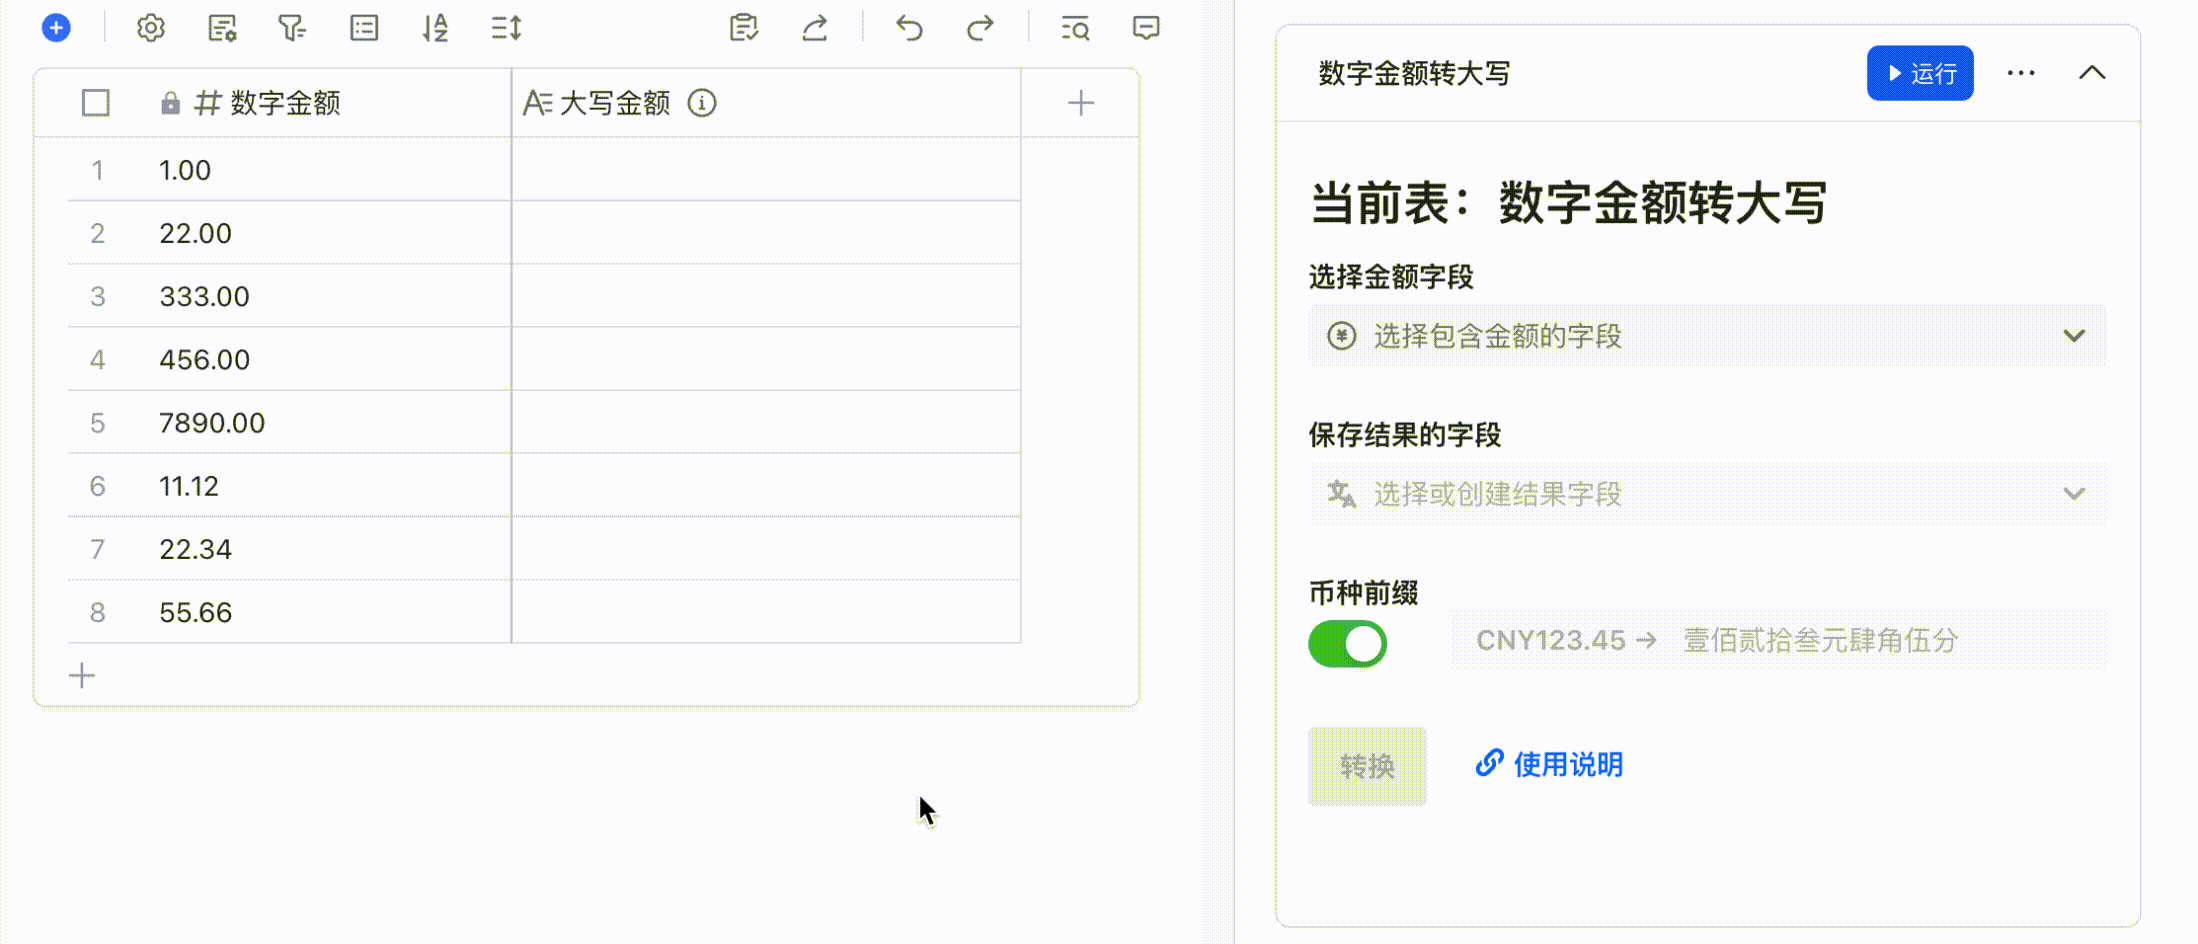 数字金额 大写金额
1 1.00
2 22.00
3 333.00
4 456.00
5 7890.00
6 11.12
7 22.34
8 55.66
数字金额转大写 运行
当前表：数字金额转大写
选择金额字段
选择包含金额的字段
保存结果的字段
选择或创建结果字段
币种前缀
CNY123.45 → 壹佰贰拾叁元肆角伍分
转换 使用说明